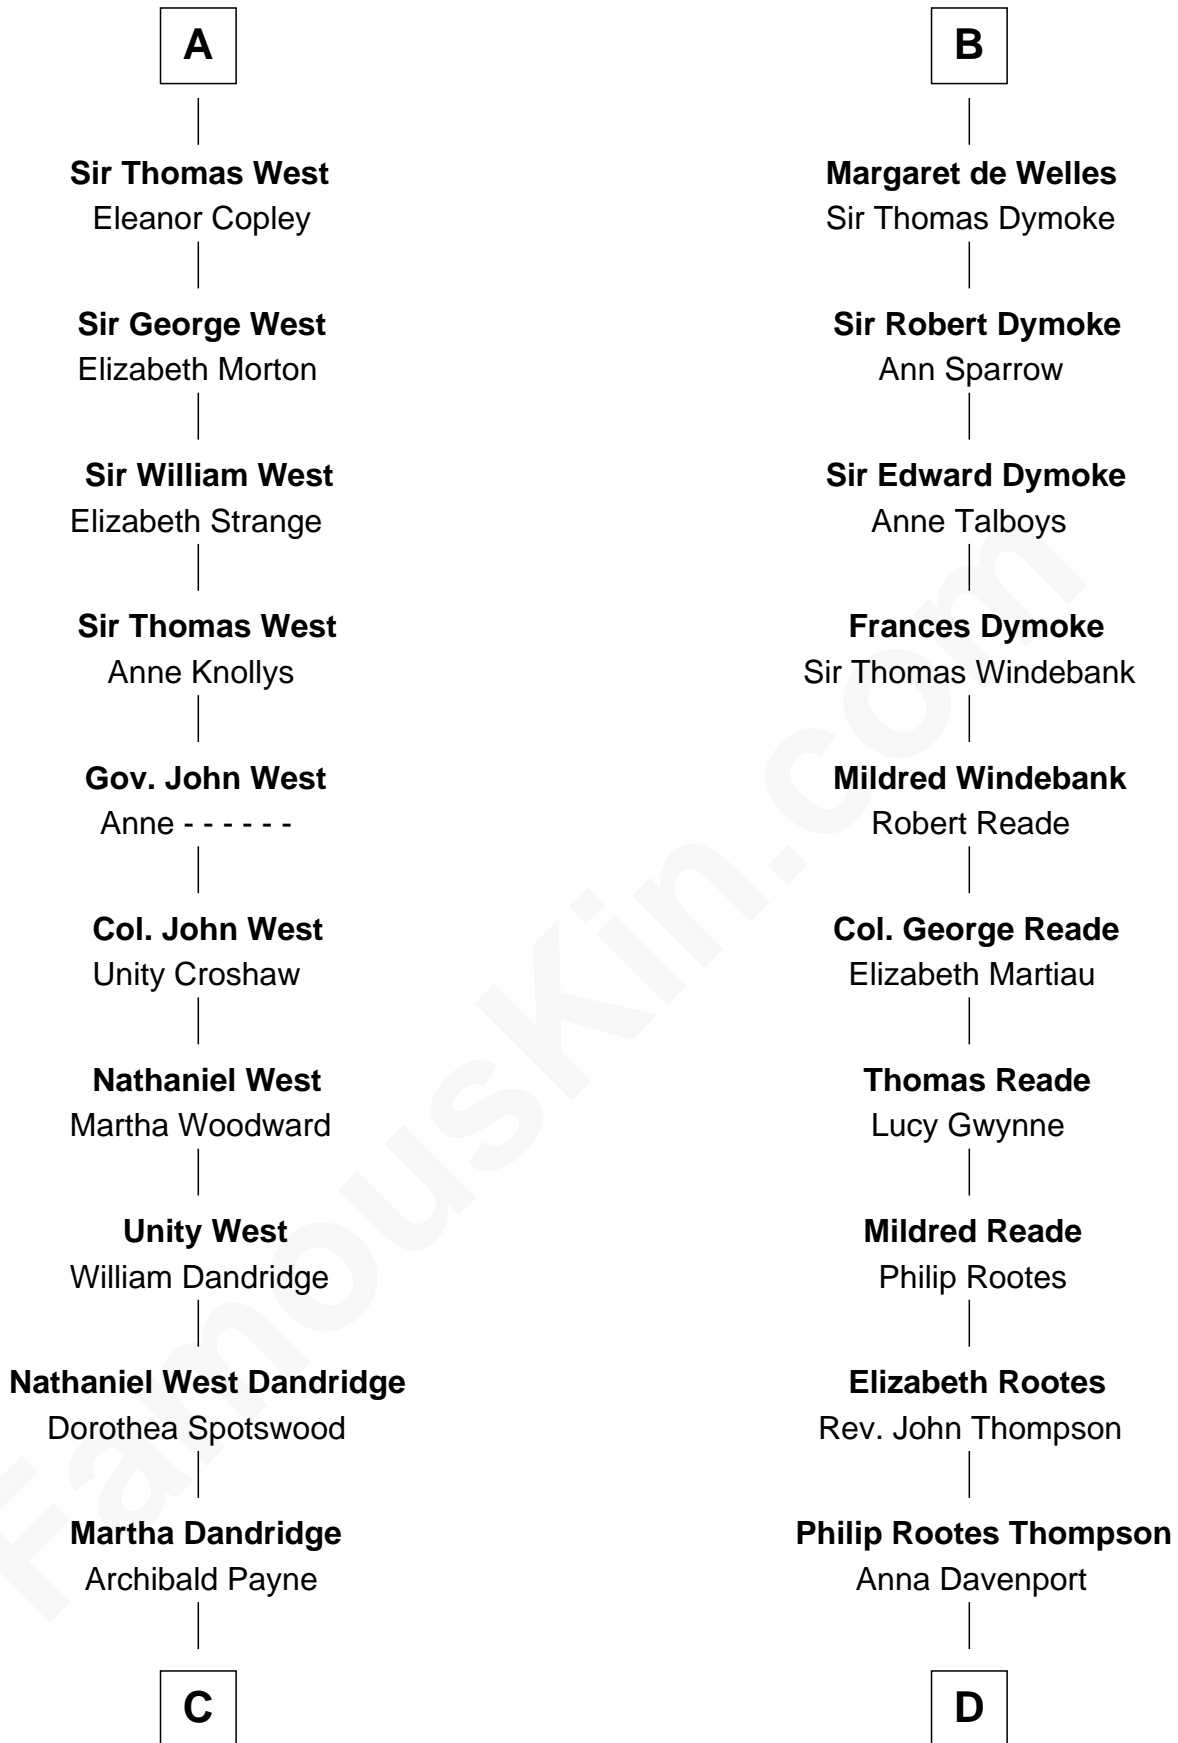 A
Sir Thomas West
Eleanor Copley
Sir George West
Elizabeth Morton
Sir William West
Elizabeth Strange
Sir Thomas West
Anne Knollys
Gov. John West
Anne - - - - - -
Col. John West
Unity Croshaw
Nathaniel West
Martha Woodward
Unity West
William Dandridge
Nathaniel West Dandridge
Dorothea Spotswood
Martha Dandridge
Archibald Payne
C
B
Margaret de Welles
Sir Thomas Dymoke
Sir Robert Dymoke
Ann Sparrow
Sir Edward Dymoke
Anne Talboys
Frances Dymoke
Sir Thomas Windebank
Mildred Windebank
Robert Reade
Col. George Reade
Elizabeth Martiau
Thomas Reade
Lucy Gwynne
Mildred Reade
Philip Rootes
Elizabeth Rootes
Rev. John Thompson
Philip Rootes Thompson
Anna Davenport
D
FamousKin.com